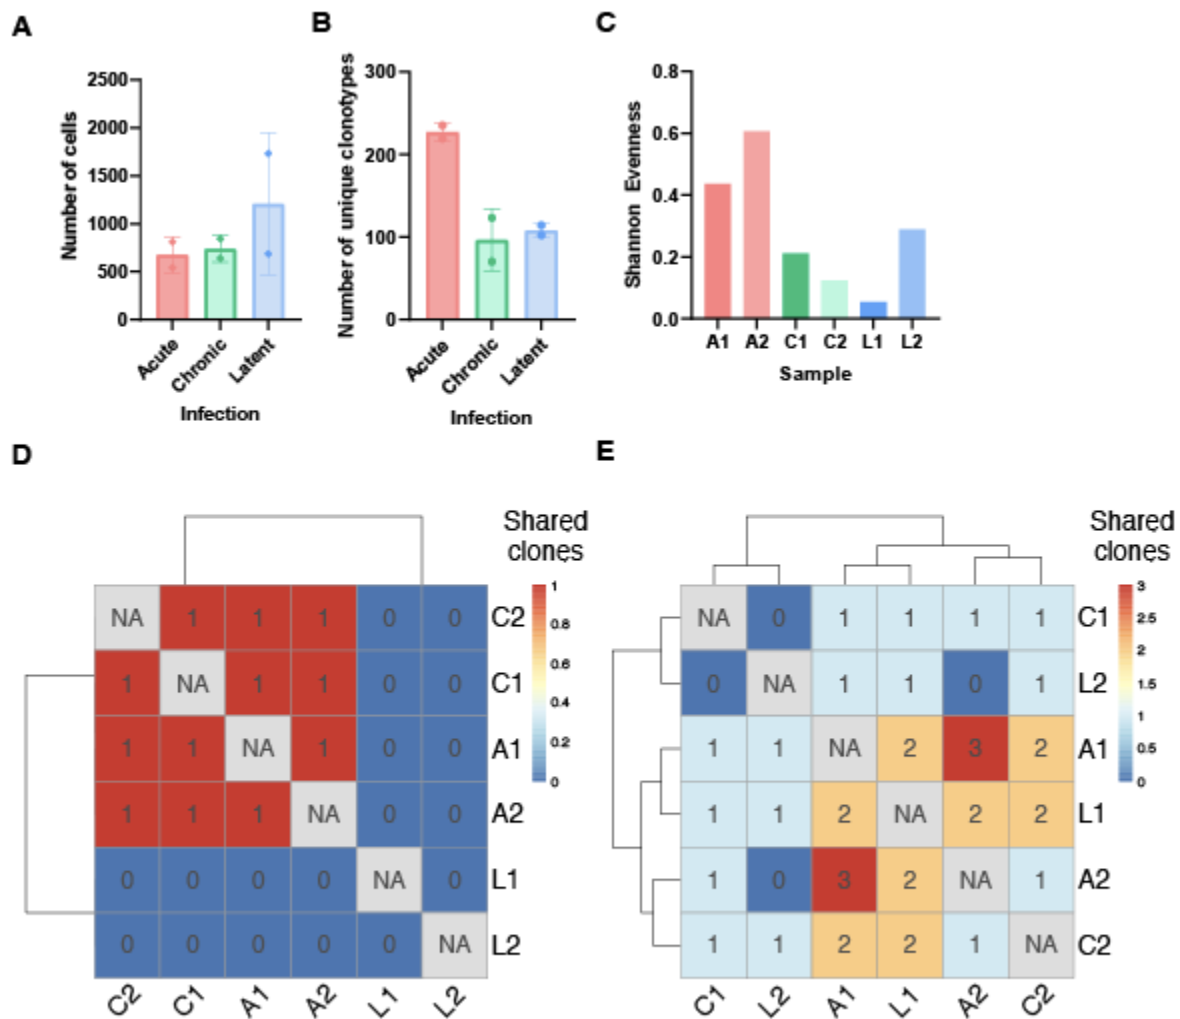 A
Number of cells
2500
2000
1500
1000
500
0
Acute
Chronic
Latent
Infection
B
Number of unique clonotypes
300
200
100
0
Acute
Chronic
Latent
Infection
C
Shannon Evenness
0.8
0.6
0.4
0.2
0.0
A1 A2 C1 C2 L1 L2
Sample
D
Shared
clones
1
0.8
0.6
0.4
0.2
0
NA 1 1 1 0 0 C2
1 NA 1 1 0 0 C1
1 1 NA 1 0 0 A1
1 1 1 NA 0 0 A2
0 0 0 0 NA 0 L1
0 0 0 0 0 NA L2
C2 C1 A1 A2 L1 L2
E
Shared
clones
3
2.5
2
1.5
1
0.5
0
NA 0 1 1 1 1 C1
0 NA 1 1 0 1 L2
1 1 NA 2 3 2 A1
1 1 2 NA 2 2 L1
1 0 3 2 NA 1 A2
1 1 2 2 1 NA C2
C1 L2 A1 L1 A2 C2